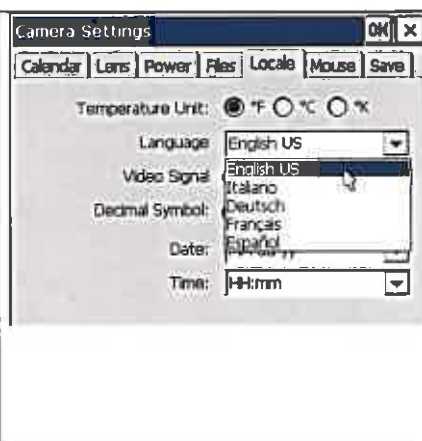 Camera Settings OK ×
Calendar Lens Power Files Locale Mouse Save
Temperature Unit: °F °C °K
Language English US
English US
Video Signal
Italiano
Decimal Symbol: Deutsch
Français
Date: Español
Time: HH:mm